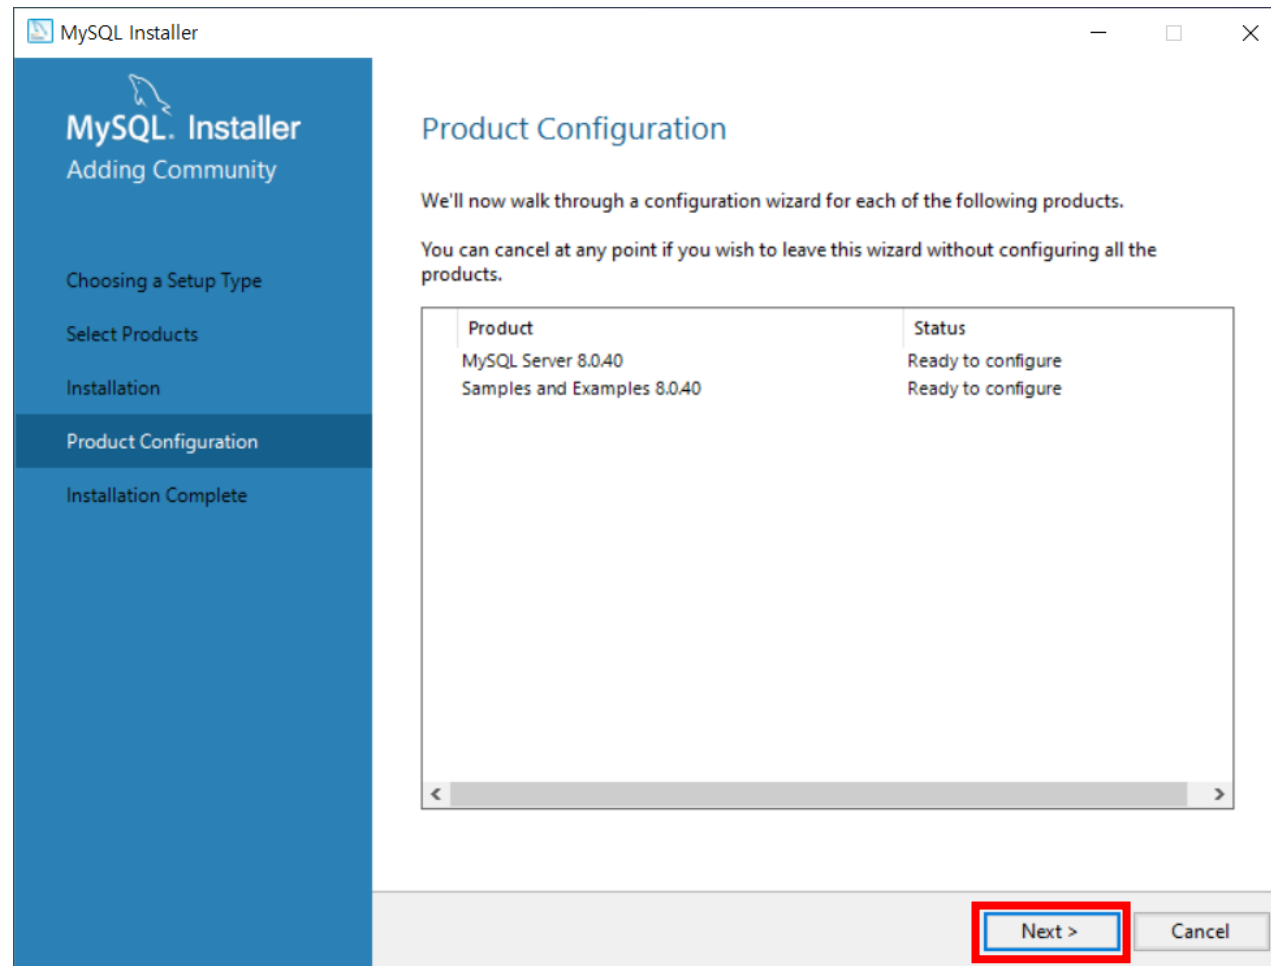 MySQL Installer
MySQL. Installer
Adding Community
Choosing a Setup Type
Select Products
Installation
Product Configuration
Installation Complete
Product Configuration
We'll now walk through a configuration wizard for each of the following products.
You can cancel at any point if you wish to leave this wizard without configuring all the
products.
Product Status
MySQL Server 8.0.40 Ready to configure
Samples and Examples 8.0.40 Ready to configure
Next >
Cancel